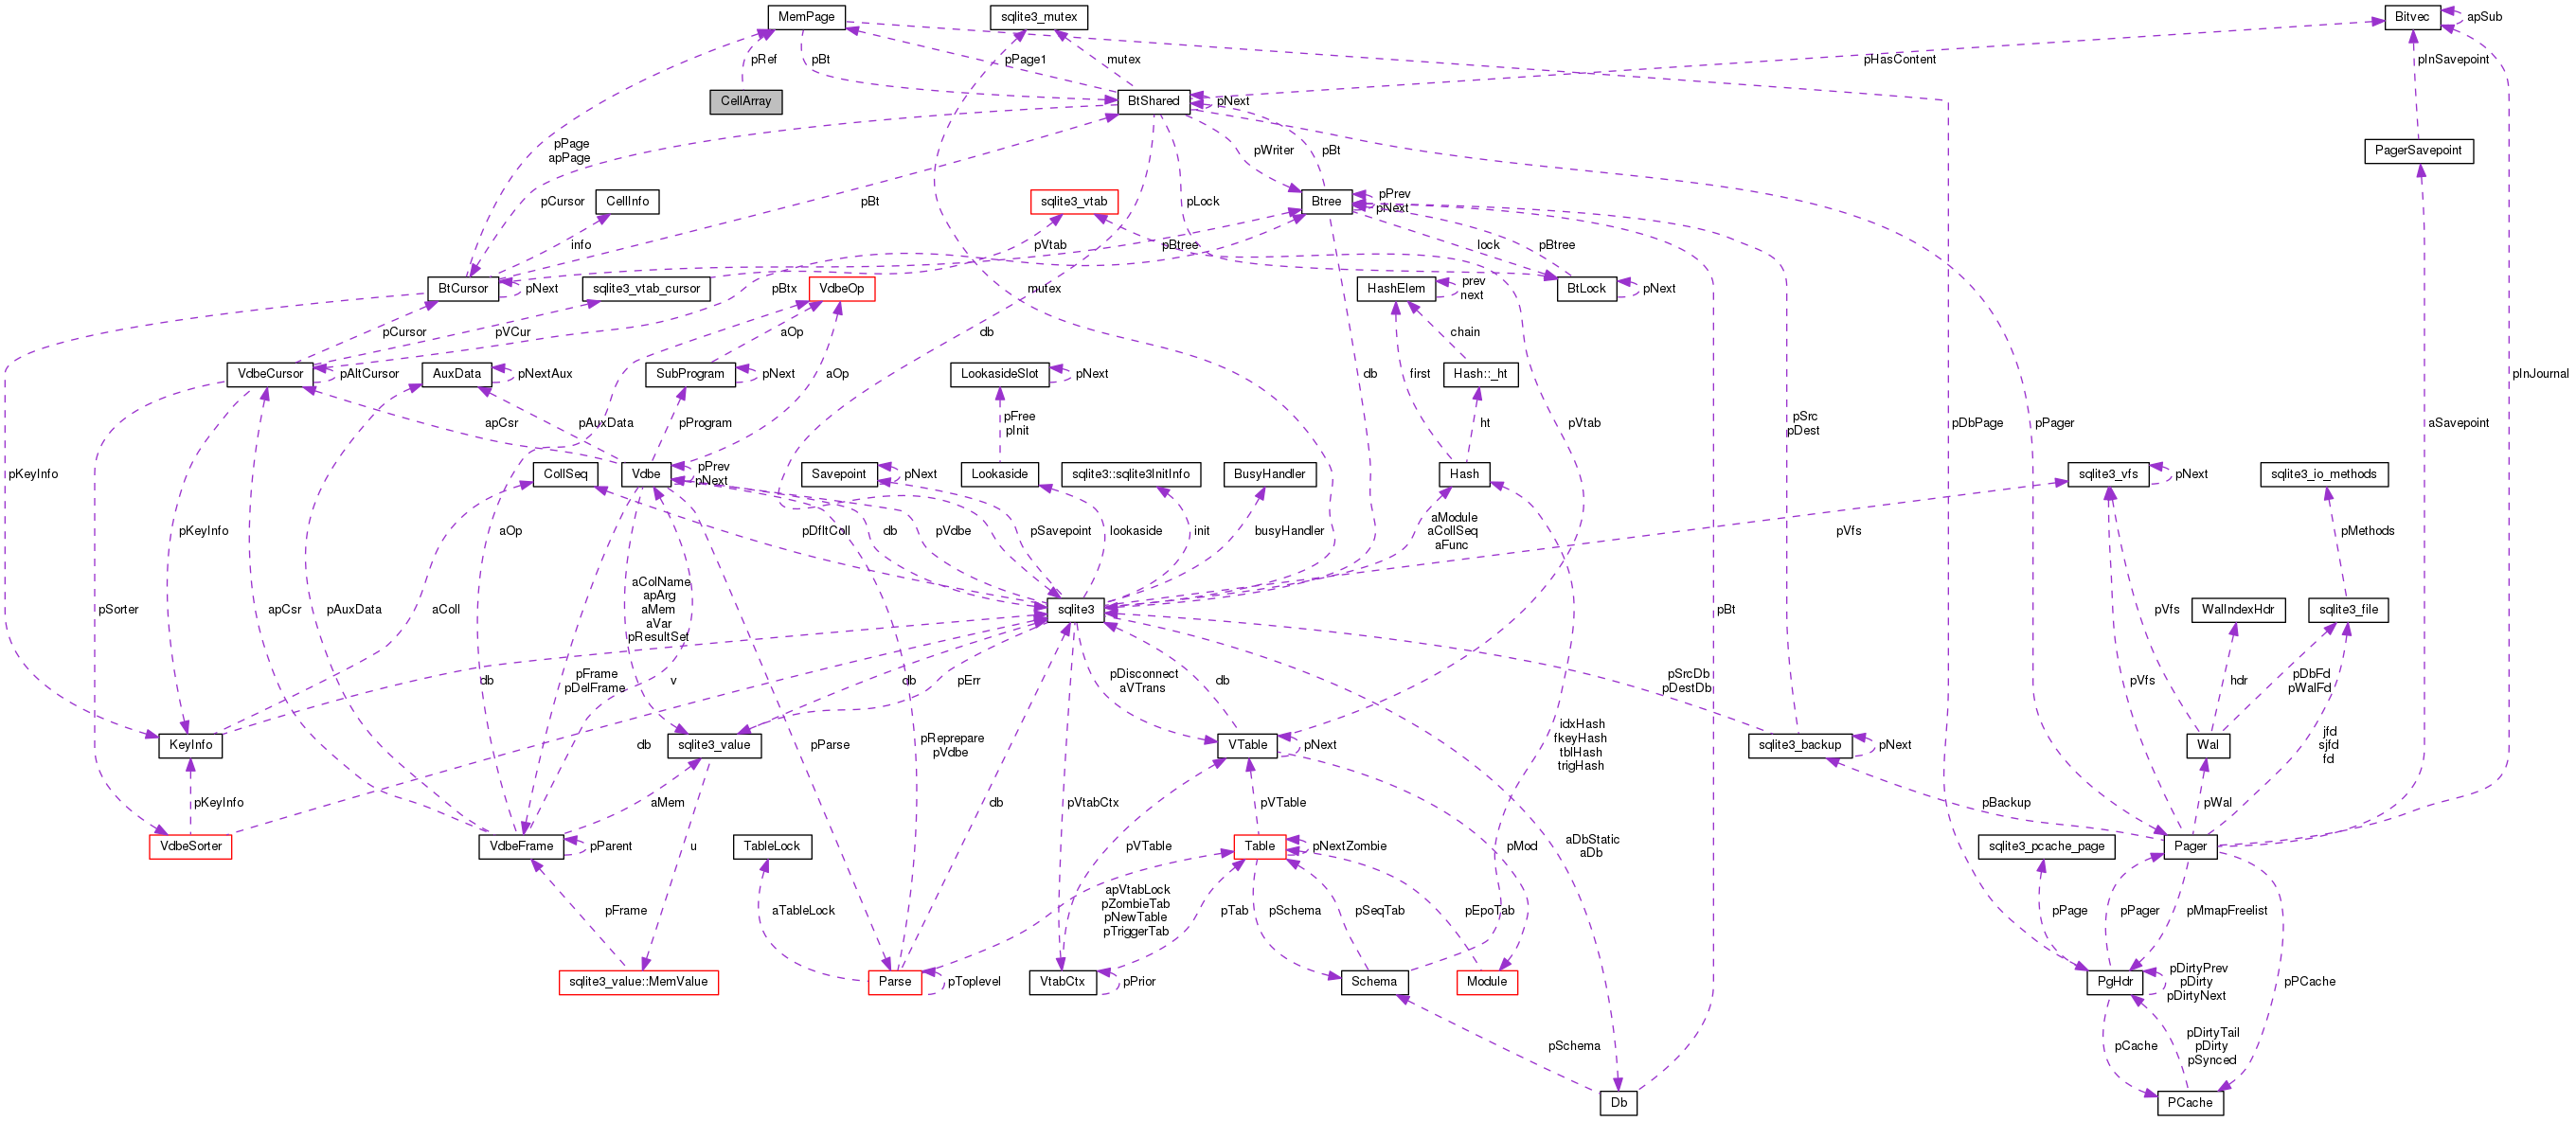 MemPage
sqlite3_mutex
Bitvec
apSub
pRef
pBt
pPage1
mutex
pHasContent
pInSavepoint
CellArray
BtShared
pNext
pPage
apPage
pWriter
pBt
PagerSavepoint
pCursor
CellInfo
pBt
sqlite3_vtab
pLock
Btree
pPrev
pNext
info
pVtab
pBtree
lock
pBtree
BtCursor
pNext
sqlite3_vtab_cursor
pBtx
VdbeOp
mutex
HashElem
prev
next
BtLock
pNext
pCursor
pVCur
aOp
db
chain
VdbeCursor
pAltCursor
AuxData
pNextAux
SubProgram
pNext
aOp
LookasideSlot
pNext
db
first
Hash::_ht
pInJournal
apCsr
pAuxData
pProgram
pFree
pInit
ht
pVtab
pSrc
pDest
pDbPage
pPager
aSavepoint
pKeyInfo
CollSeq
Vdbe
pPrev
pNext
Savepoint
pNext
Lookaside
sqlite3::sqlite3InitInfo
BusyHandler
Hash
sqlite3_vfs
pNext
sqlite3_io_methods
pKeyInfo
aOp
pDfltColl
db
pVdbe
pSavepoint
lookaside
init
busyHandler
aModule
aCollSeq
aFunc
pVfs
pMethods
pSorter
apCsr
pAuxData
aColl
aColName
apArg
aMem
aVar
pResultSet
sqlite3
pBt
pVfs
WalIndexHdr
sqlite3_file
db
pFrame
pDelFrame
v
db
pErr
pDisconnect
aVTrans
db
pSrcDb
pDestDb
pVfs
hdr
pDbFd
pWalFd
KeyInfo
db
sqlite3_value
pParse
pReprepare
pVdbe
VTable
pNext
idxHash
fkeyHash
tblHash
trigHash
sqlite3_backup
pNext
Wal
jfd
sjfd
fd
pKeyInfo
aMem
db
pVtabCtx
pVTable
pBackup
pWal
VdbeSorter
VdbeFrame
pParent
u
TableLock
pVTable
Table
pNextZombie
pMod
aDbStatic
aDb
sqlite3_pcache_page
Pager
pFrame
aTableLock
apVtabLock
pZombieTab
pNewTable
pTriggerTab
pTab
pSchema
pSeqTab
pEpoTab
pPage
pPager
pMmapFreelist
sqlite3_value::MemValue
Parse
pToplevel
VtabCtx
pPrior
Schema
Module
PgHdr
pDirtyPrev
pDirty
pDirtyNext
pPCache
pSchema
pCache
pDirtyTail
pDirty
pSynced
Db
PCache